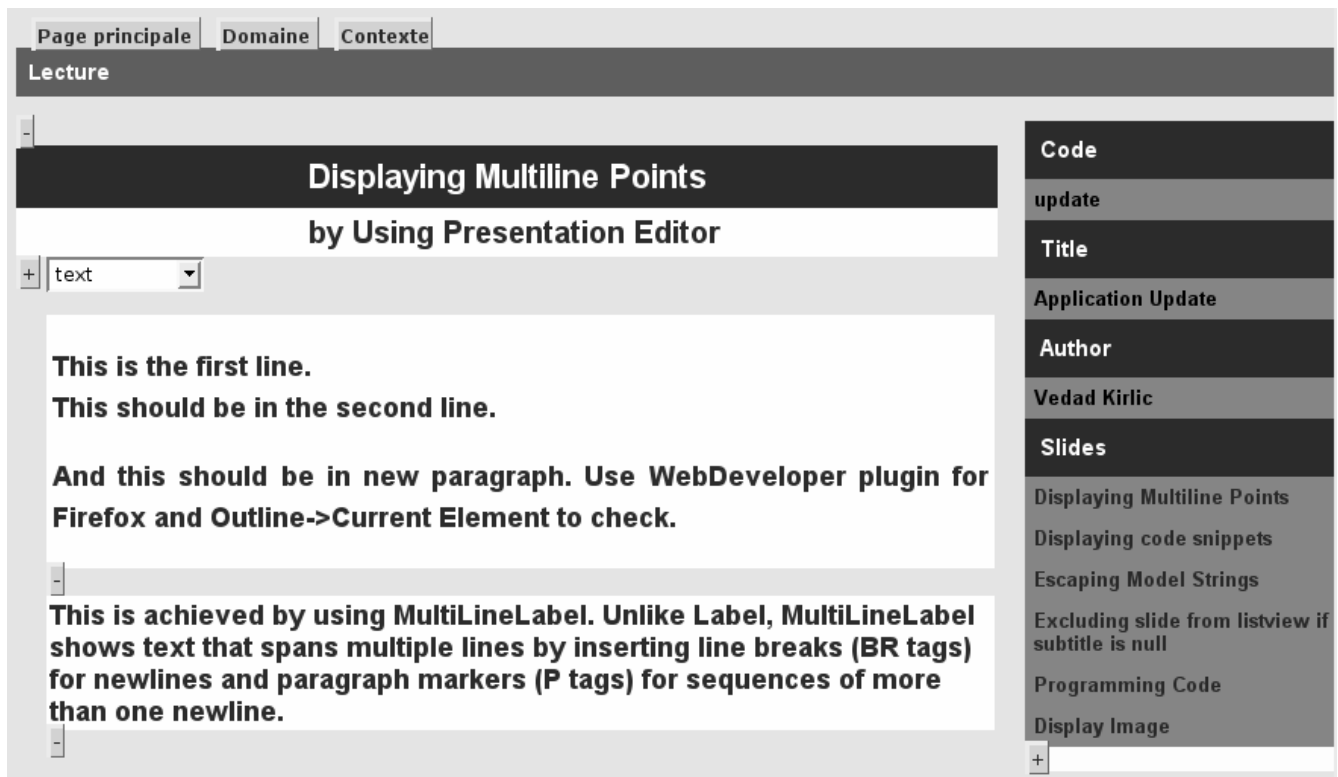 Page principale Domaine Contexte
Lecture
-
Displaying Multiline Points
by Using Presentation Editor
+ text
This is the first line.
This should be in the second line.
And this should be in new paragraph. Use WebDeveloper plugin for
Firefox and Outline->Current Element to check.
-
This is achieved by using MultiLineLabel. Unlike Label, MultiLineLabel
shows text that spans multiple lines by inserting line breaks (BR tags)
for newlines and paragraph markers (P tags) for sequences of more
than one newline.
-
Code
update
Title
Application Update
Author
Vedad Kirlic
Slides
Displaying Multiline Points
Displaying code snippets
Escaping Model Strings
Excluding slide from listview if
subtitle is null
Programming Code
Display Image
+